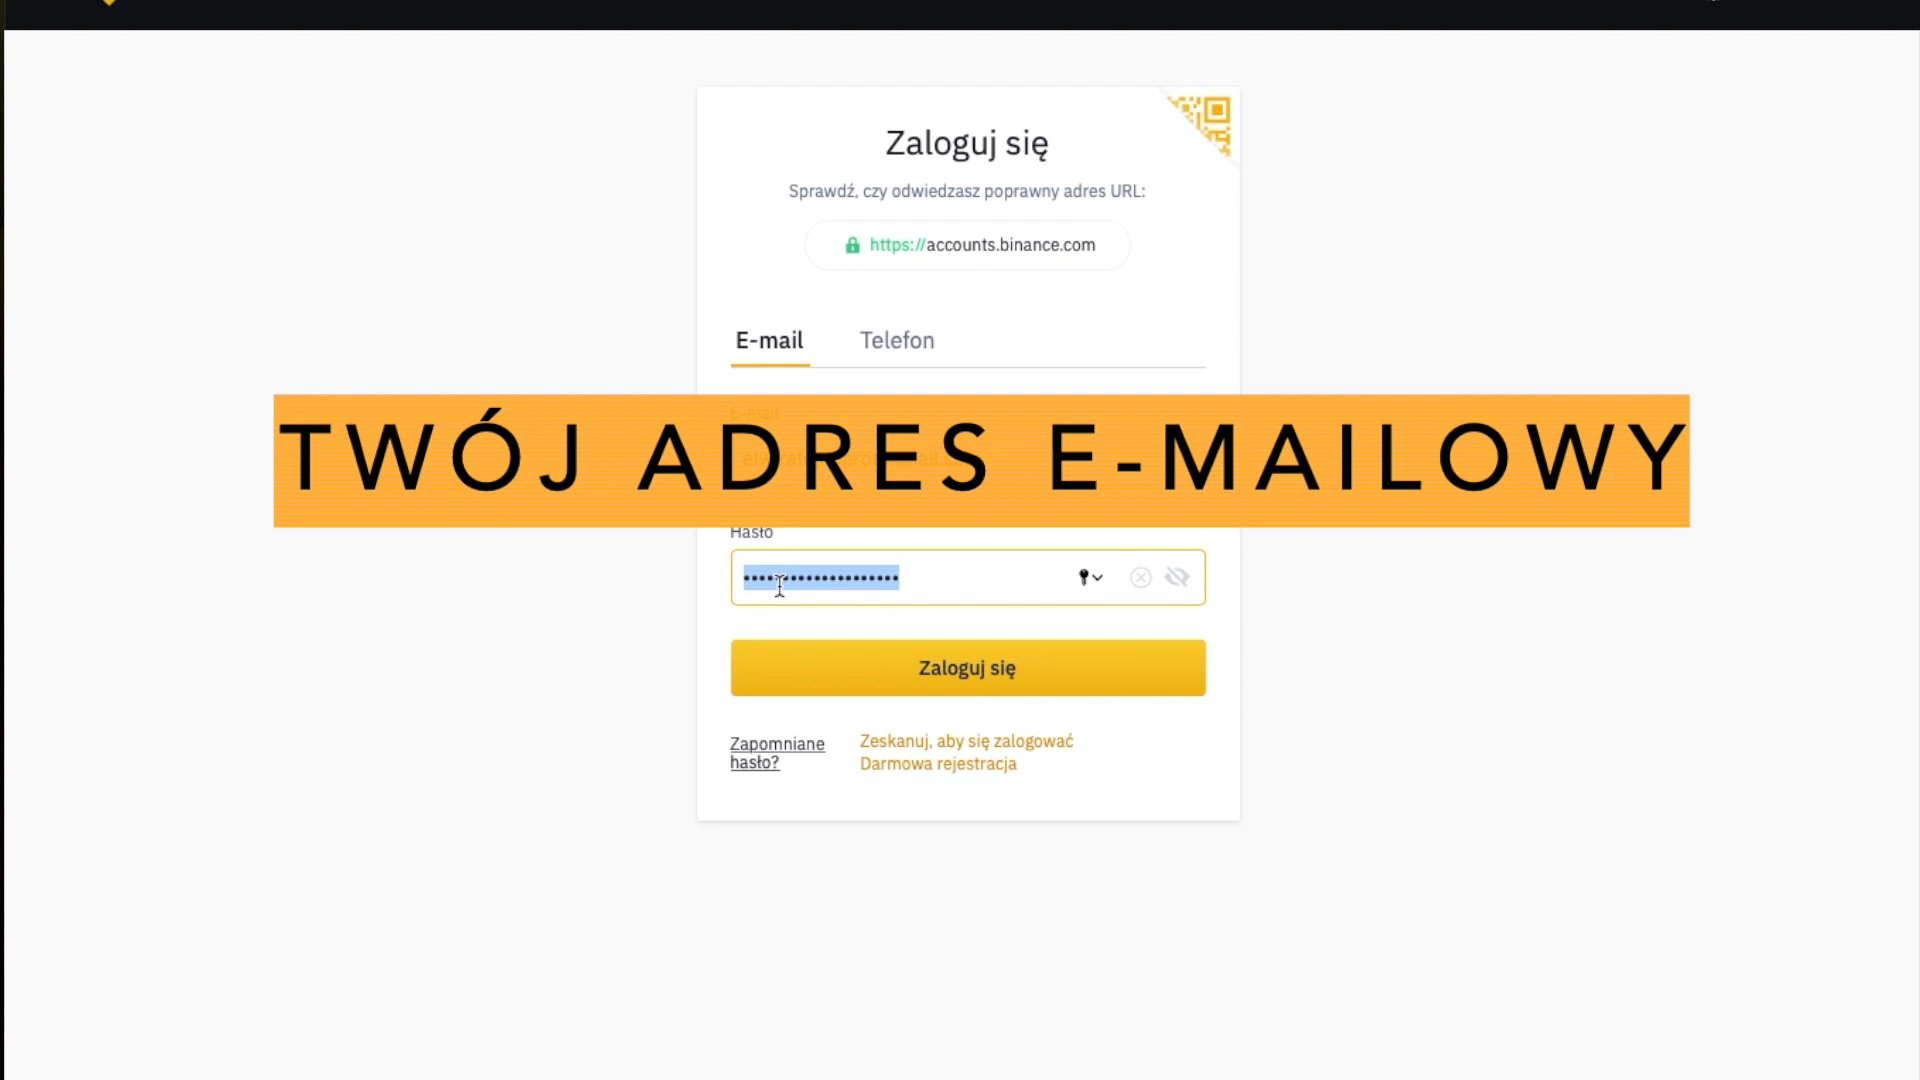 Zaloguj się
Sprawdź, czy odwiedzasz poprawny adres URL:
https://accounts.binance.com
E-mail Telefon
E-mail
TWÓJ ADRES E-MAILOWY
Hasło
••••••••••••••••••••
Zaloguj się
Zapomniane hasło?
Zeskanuj, aby się zalogować
Darmowa rejestracja